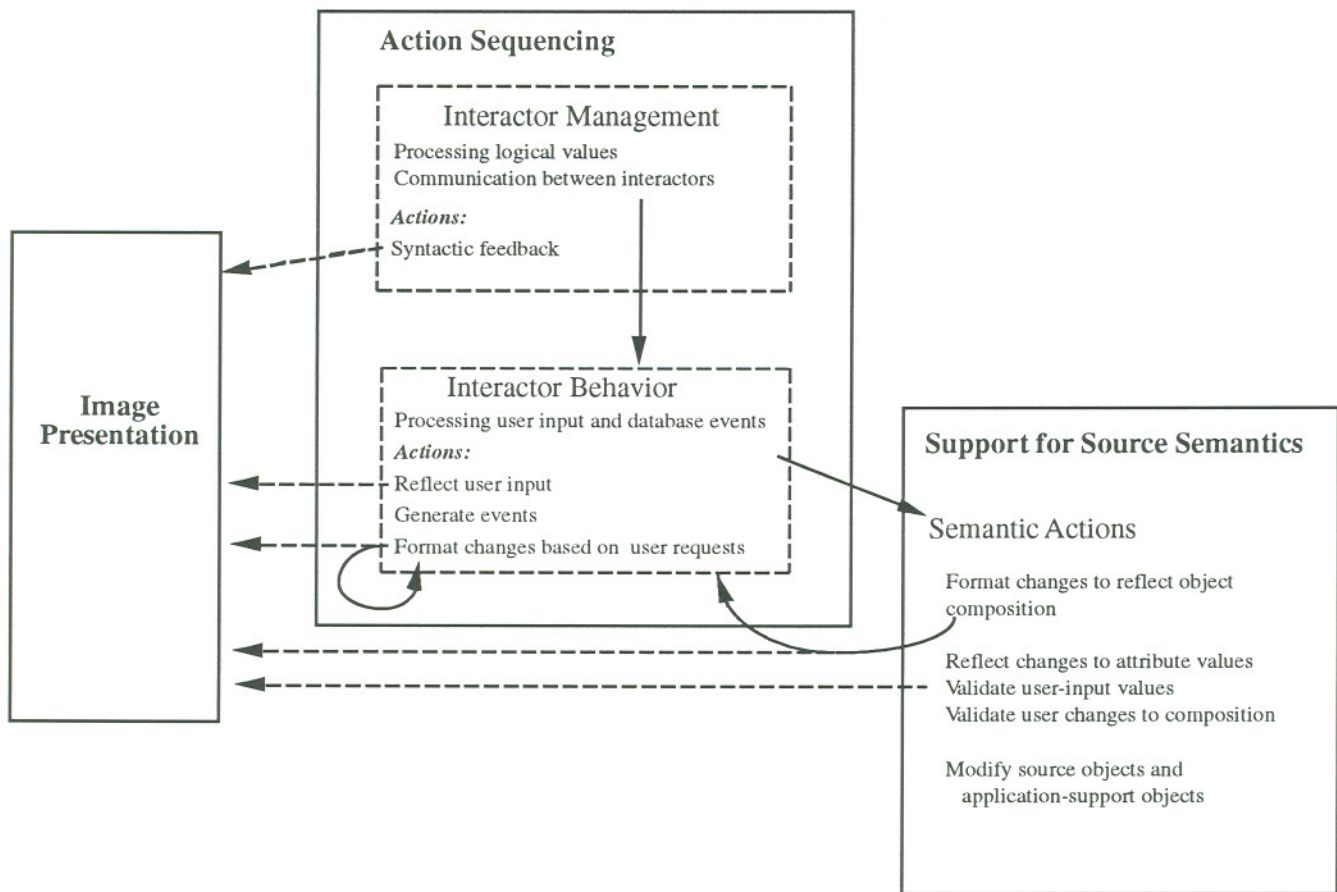 Action Sequencing
Interactor Management
Processing logical values
Communication between interactors
Actions:
Syntactic feedback
Image
Presentation
Interactor Behavior
Processing user input and database events
Actions:
Reflect user input
Generate events
Format changes based on user requests
Support for Source Semantics
Semantic Actions
Format changes to reflect object
composition
Reflect changes to attribute values
Validate user-input values
Validate user changes to composition
Modify source objects and
application-support objects